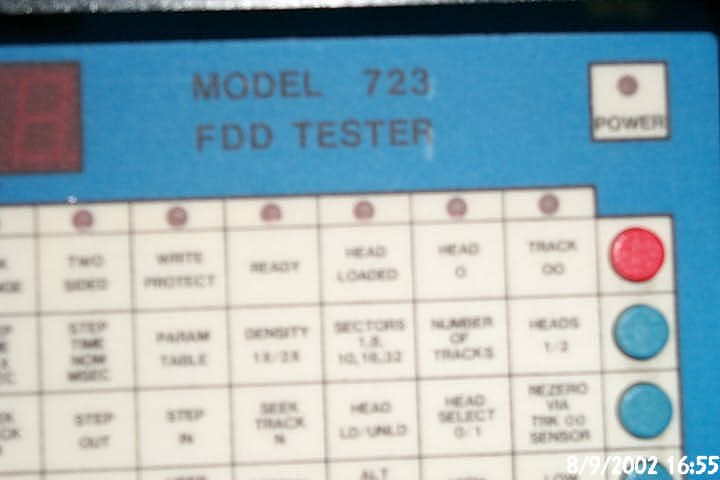 MODEL 723
FDD TESTER
POWER
TWO
SIDED
WRITE
PROTECT
READY
HEAD
LOADED
HEAD
0
TRACK
00
STEP
TIME
NOM
MSEC
PARAM
TABLE
DENSITY
1X/2X
SECTORS
1,8,
10,16,32
NUMBER
OF
TRACKS
HEADS
1/2
STEP
OUT
STEP
IN
SEEK
TRACK
N
HEAD
LD/UNLD
HEAD
SELECT
0/1
REZERO
VIA
TRK 00
SENSOR
ALT
LOW
8/9/2002 16:55